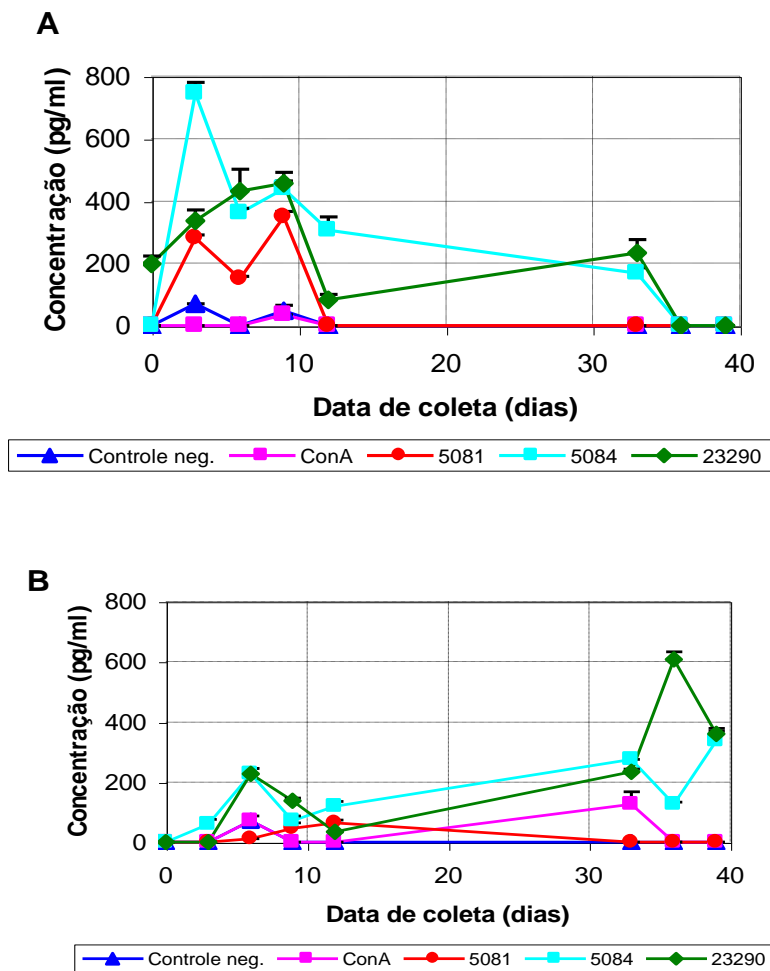 A
Concentração (pg/ml)
800
600
400
200
0
0 10 20 30 40
Data de coleta (dias)
Controle neg. ConA 5081 5084 23290
B
Concentração (pg/ml)
800
600
400
200
0
0 10 20 30 40
Data de coleta (dias)
Controle neg. ConA 5081 5084 23290